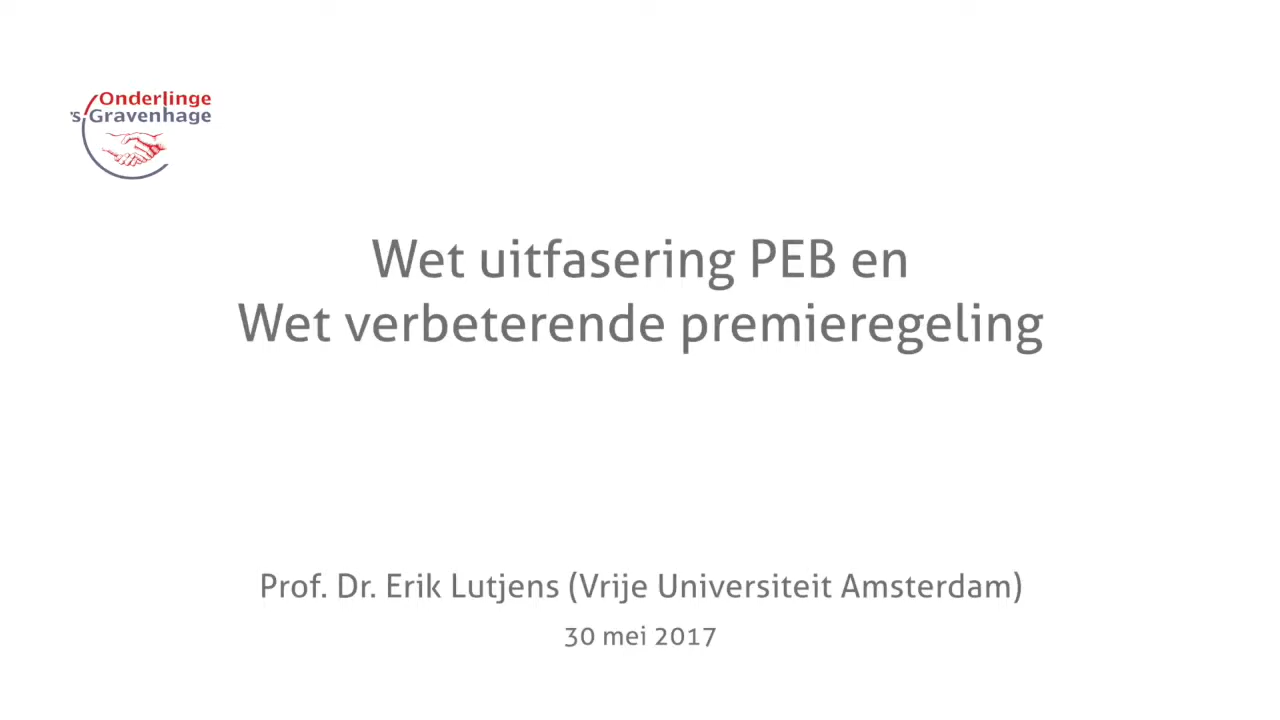 Onderlinge
's Gravenhage
Wet uitfasering PEB en
Wet verbeterende premieregeling
Prof. Dr. Erik Lutjens (Vrije Universiteit Amsterdam)
30 mei 2017